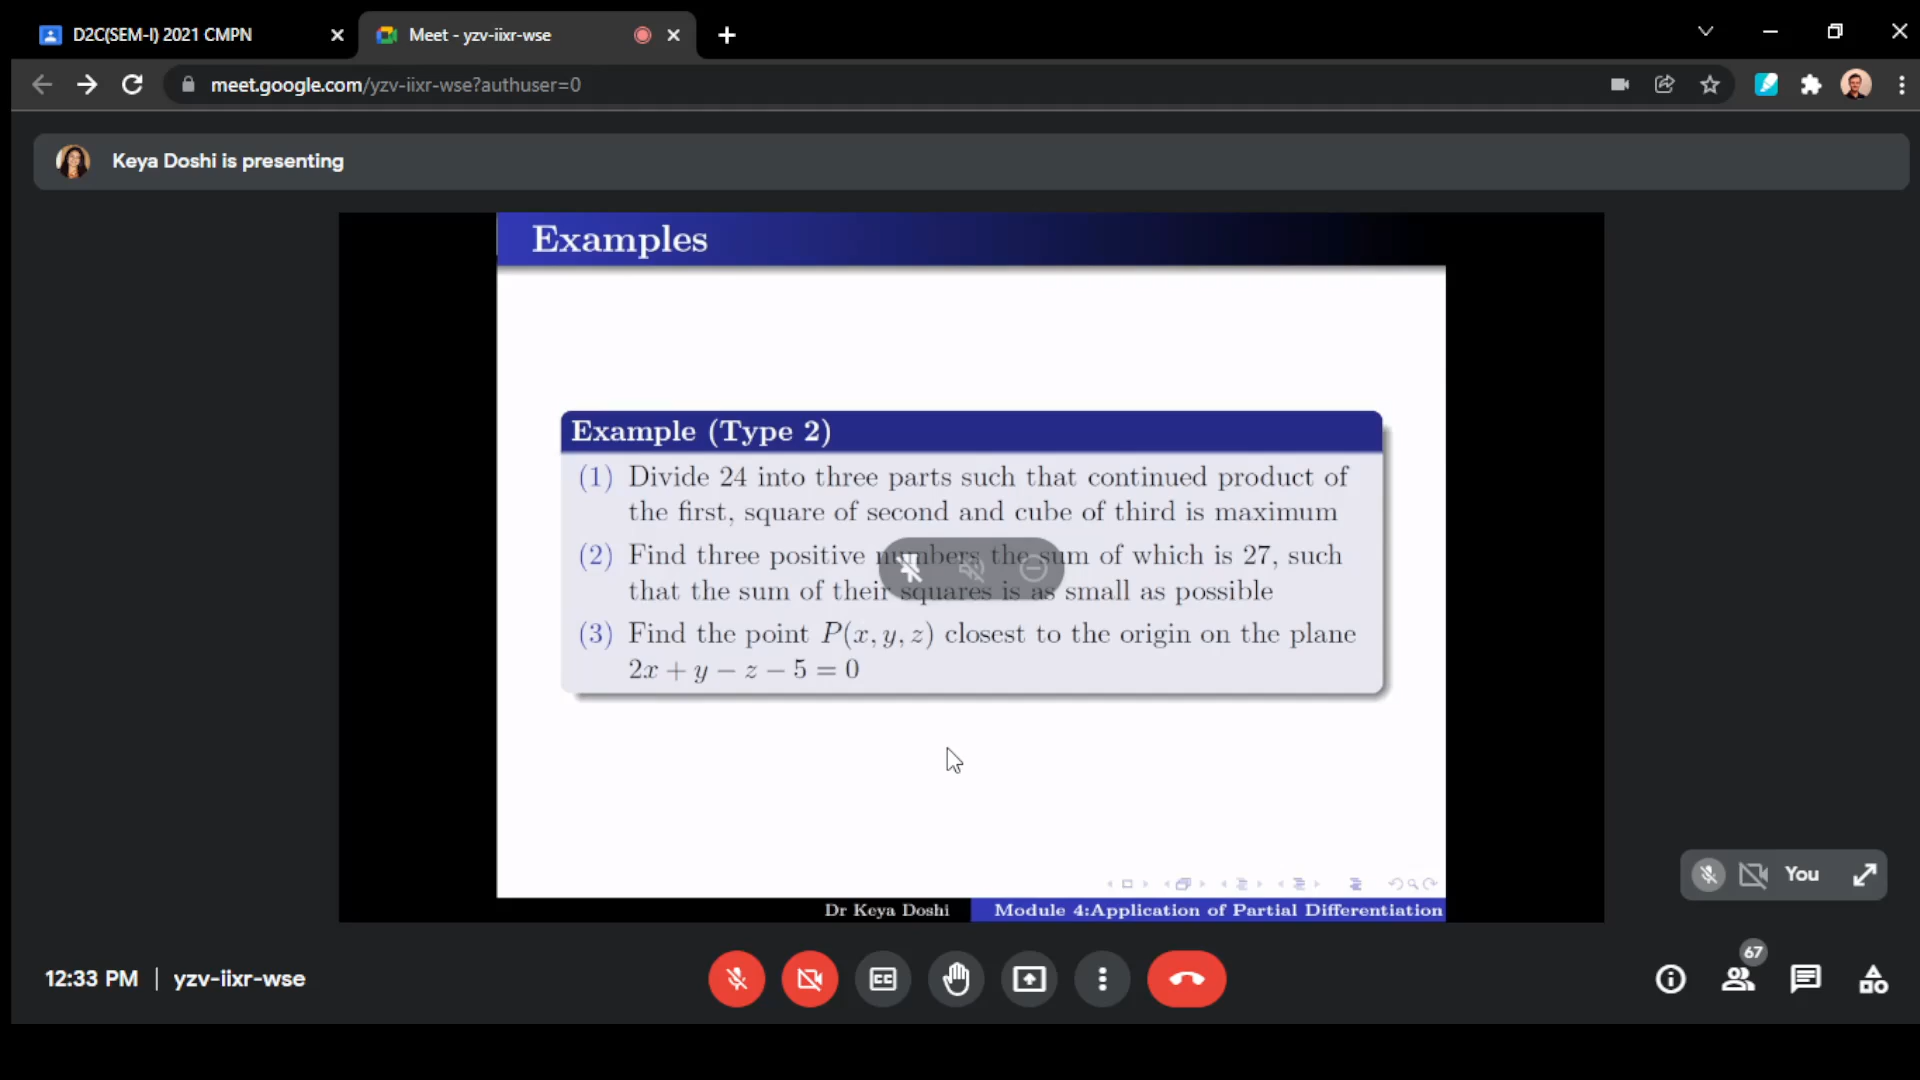 D2C(SEM-I) 2021 CMPN
Meet - yzv-iixr-wse
meet.google.com/yzv-iixr-wse?authuser=0
Keya Doshi is presenting
Examples
Example (Type 2)
(1) Divide 24 into three parts such that continued product of
the first, square of second and cube of third is maximum
(2) Find three positive numbers the sum of which is 27, such
that the sum of their squares is as small as possible
(3) Find the point P(x, y, z) closest to the origin on the plane
2x + y − z − 5 = 0
You
Dr Keya Doshi
Module 4:Application of Partial Differentiation
12:33 PM | yzv-iixr-wse
67